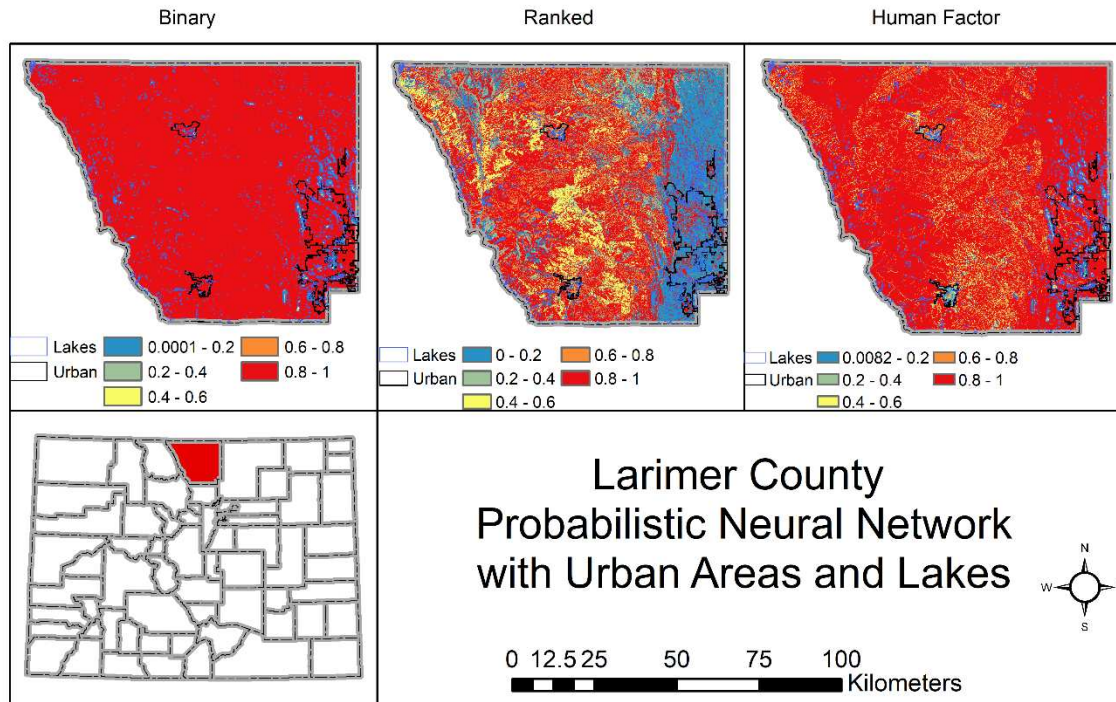 Binary
Ranked
Human Factor
Lakes 0.0001 - 0.2 0.6 - 0.8
Urban 0.2 - 0.4 0.8 - 1
0.4 - 0.6
Lakes 0 - 0.2 0.6 - 0.8
Urban 0.2 - 0.4 0.8 - 1
0.4 - 0.6
Lakes 0.0082 - 0.2 0.6 - 0.8
Urban 0.2 - 0.4 0.8 - 1
0.4 - 0.6
Larimer County
Probabilistic Neural Network
with Urban Areas and Lakes
N
W E
S
0 12.5 25 50 75 100
Kilometers